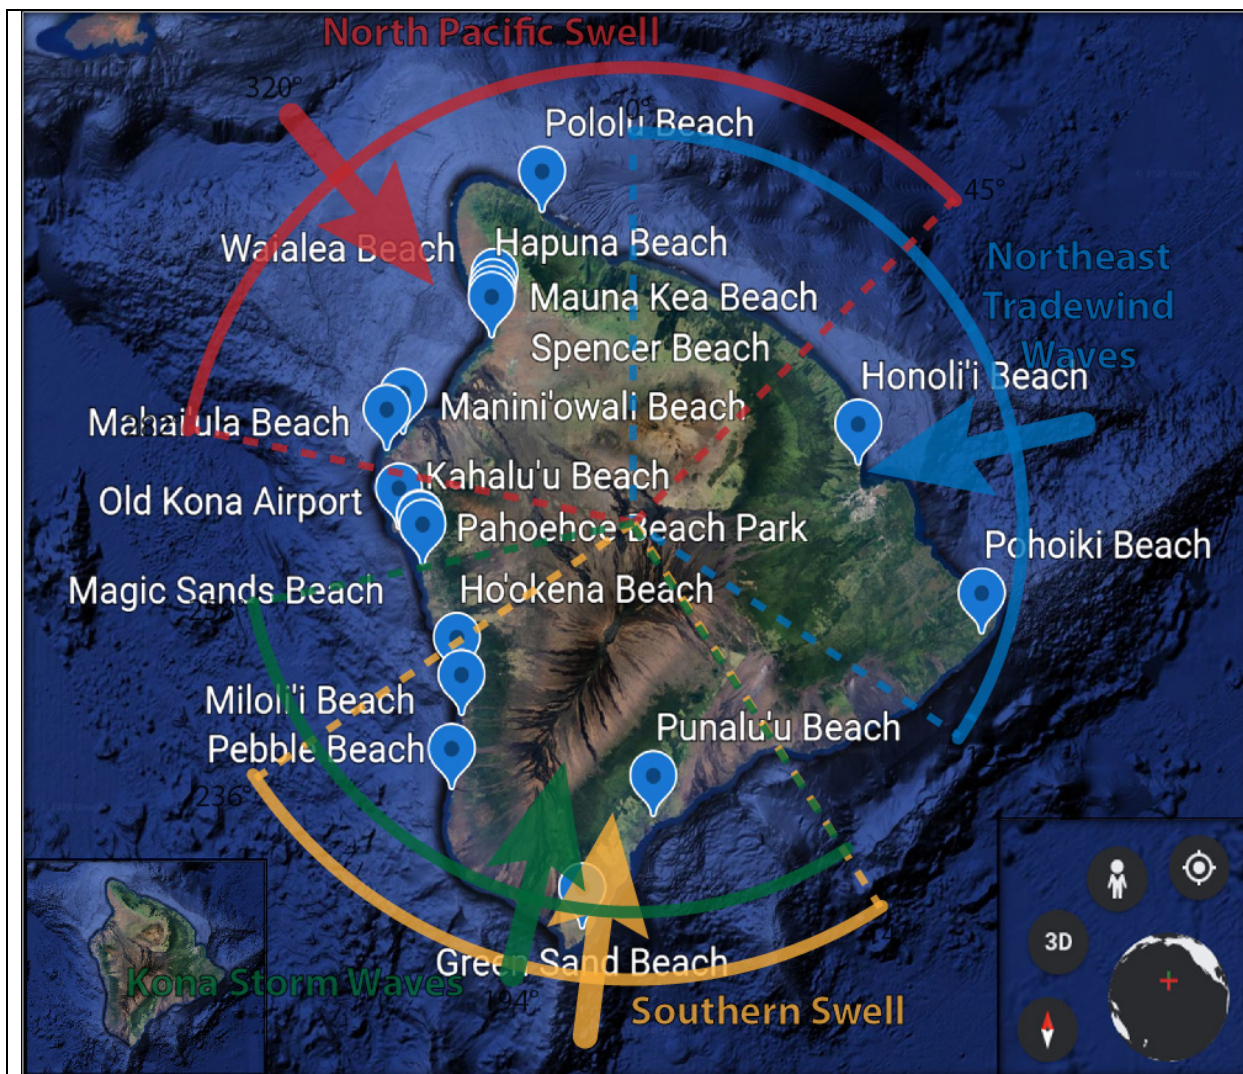 North Pacific Swell
320°
0°
Pololu Beach
45°
Waialea Beach
Hapuna Beach
Northeast
Tradewind
Waves
Mauna Kea Beach
Spencer Beach
Honoli'i Beach
Manini'owali Beach
Mahai'ula Beach
Kahalu'u Beach
Old Kona Airport
Pahoehoe Beach Park
Pohoiki Beach
Magic Sands Beach
Ho'okena Beach
Miloli'i Beach
Punalu'u Beach
Pebble Beach
236°
Green Sand Beach
Kona Storm Waves
194°
Southern Swell
3D